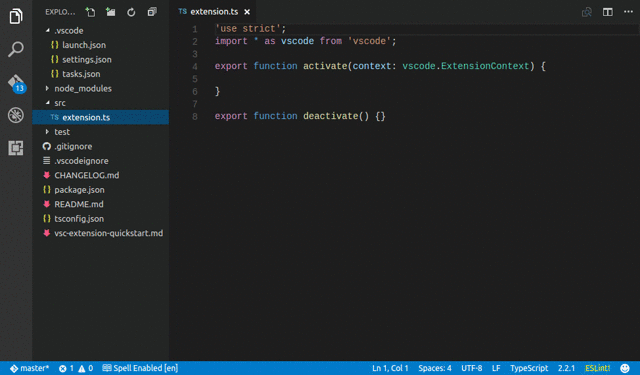 EXPLO...
.vscode
launch.json
settings.json
tasks.json
node_modules
src
TS extension.ts
test
.gitignore
.vscodeignore
CHANGELOG.md
package.json
README.md
tsconfig.json
vsc-extension-quickstart.md
13
TS extension.ts
1 'use strict';
2 import * as vscode from 'vscode';
3
4 export function activate(context: vscode.ExtensionContext) {
5
6 }
7
8 export function deactivate() {}
master* 1 0 Spell Enabled [en] Ln 1, Col 1 Spaces: 4 UTF-8 LF TypeScript 2.2.1 ESLint!